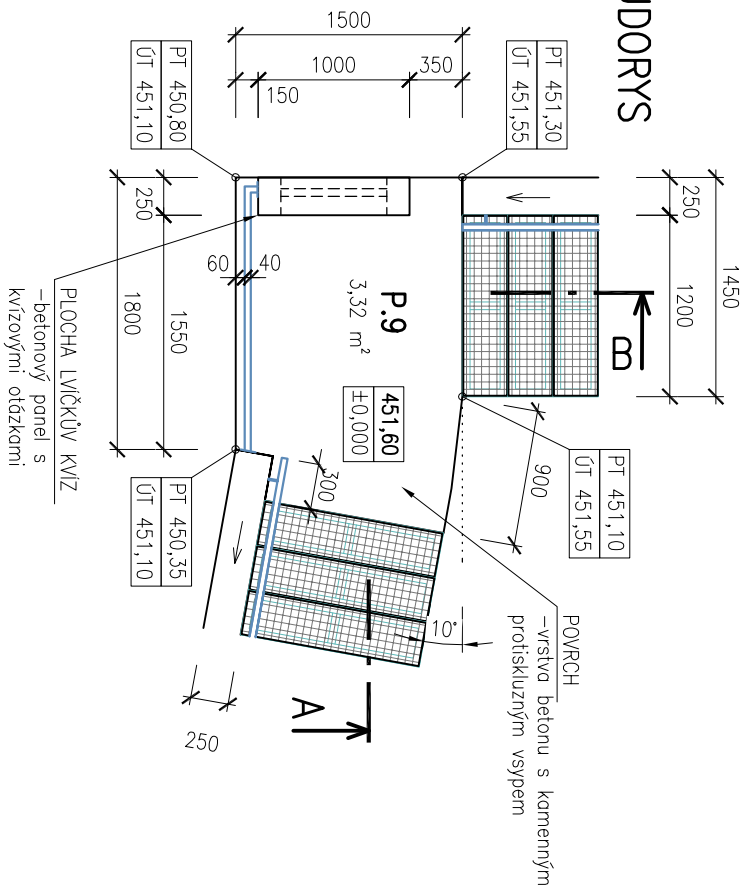 ŮDORYS
1500
1000
350
150
PT 450,80
ÚT 451,10
PT 451,30
ÚT 451,55
250
1550
1800
60
40
PLOCHA LVÍČKŮV KVÍZ
-betonový panel s
kvízovými otázkami
P.9
3,32 m²
451,60
±0,000
250
1200
1450
B
PT 451,10
ÚT 451,55
900
300
PT 450,35
ÚT 451,10
10°
A
250
POVRCH
-vrstva betonu s kamenným
protiskluzným vsypem